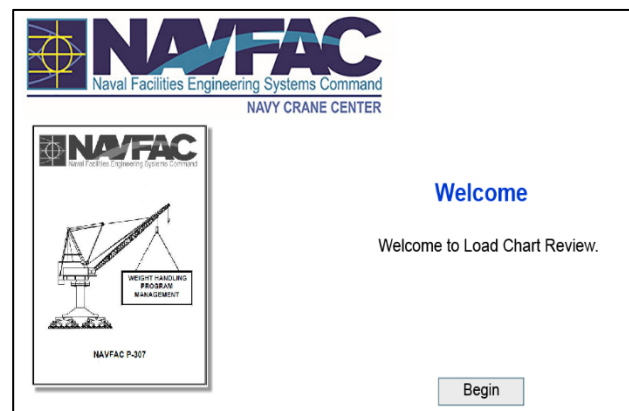 NAVFAC
Naval Facilities Engineering Systems Command
NAVY CRANE CENTER
NAVFAC
Naval Facilities Engineering Systems Command
WEIGHT HANDLING
PROGRAM
MANAGEMENT
NAVFAC P-307
Welcome
Welcome to Load Chart Review.
Begin